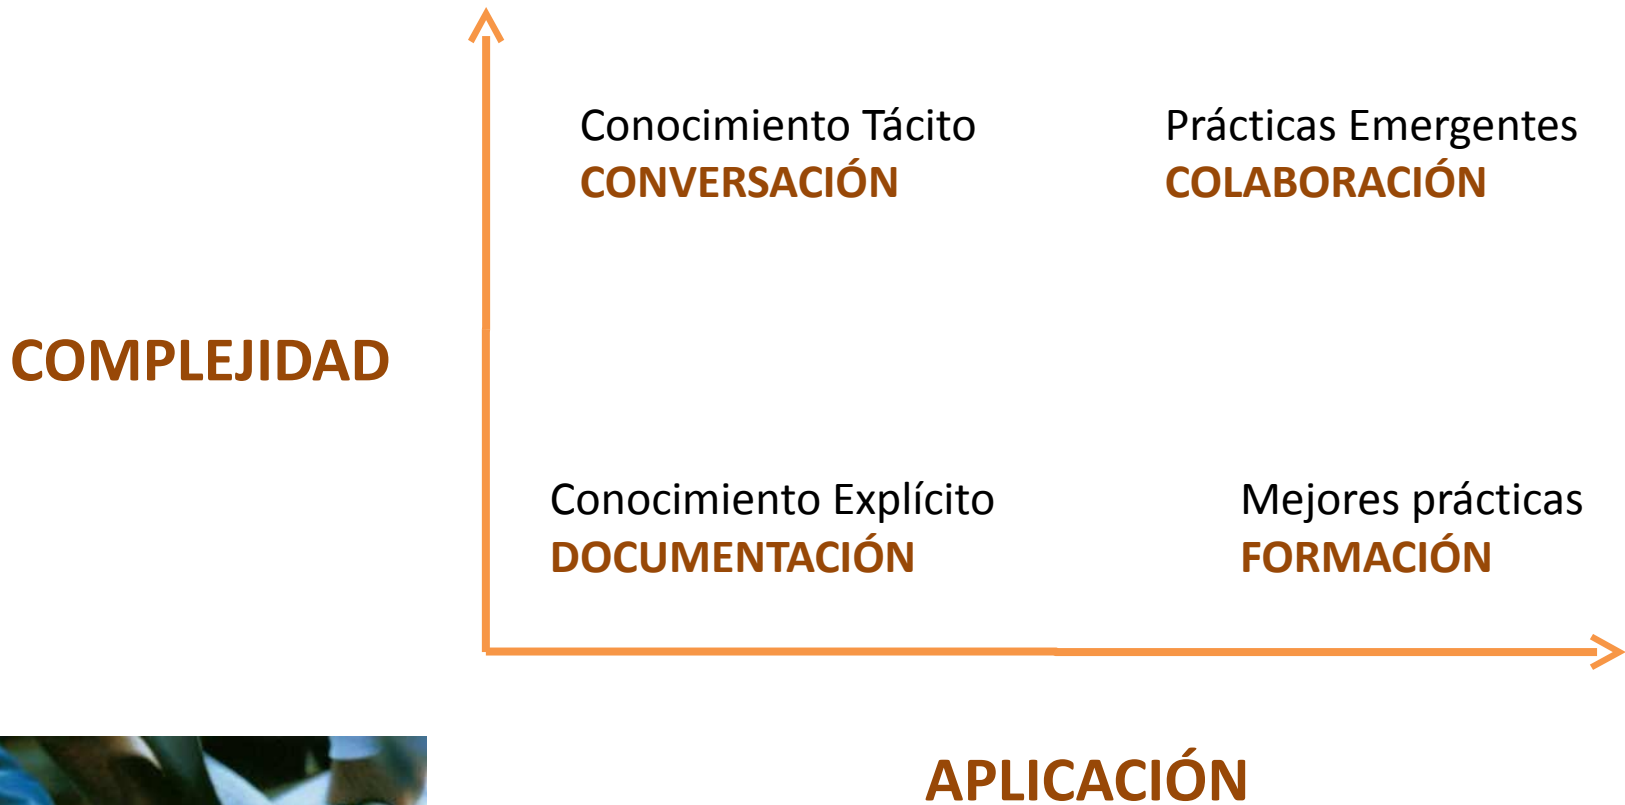 Conocimiento Tácito
CONVERSACIÓN
Prácticas Emergentes
COLABORACIÓN
COMPLEJIDAD
Conocimiento Explícito
DOCUMENTACIÓN
Mejores prácticas
FORMACIÓN
APLICACIÓN